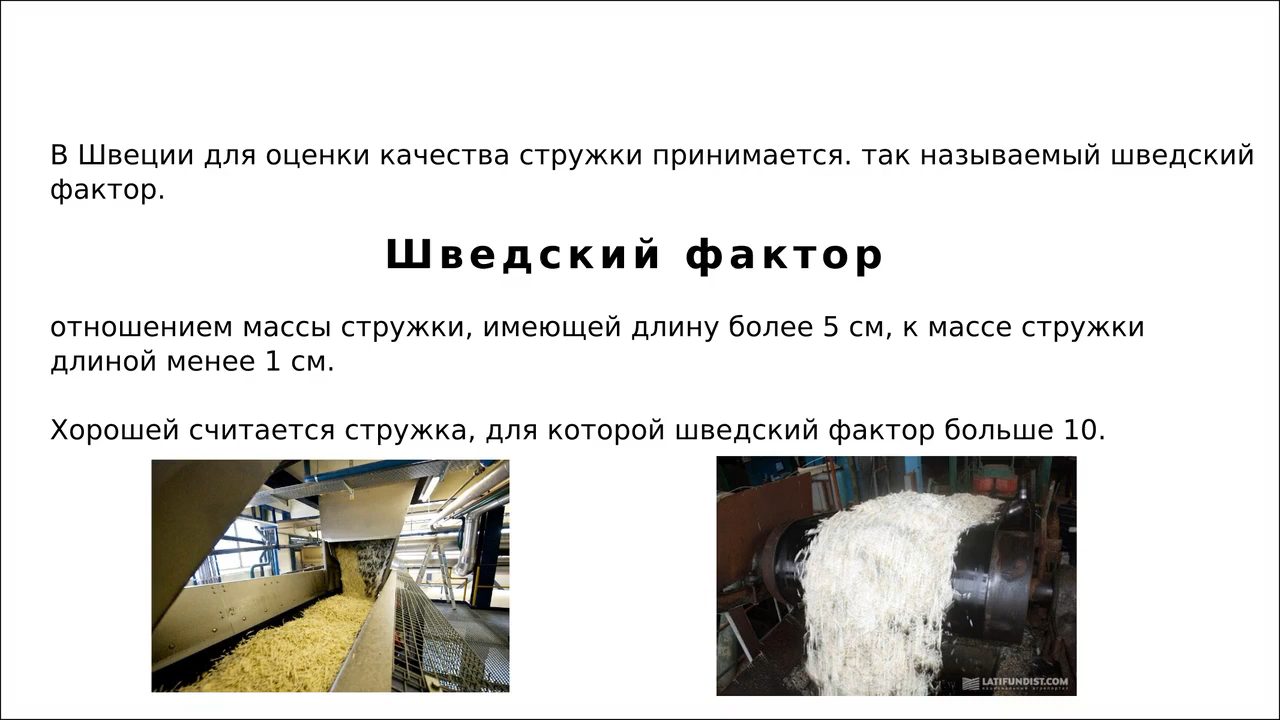 В Швеции для оценки качества стружки принимается. так называемый шведский
фактор.
Шведский фактор
отношением массы стружки, имеющей длину более 5 см, к массе стружки
длиной менее 1 см.
Хорошей считается стружка, для которой шведский фактор больше 10.
LATIFUNDIST.COM